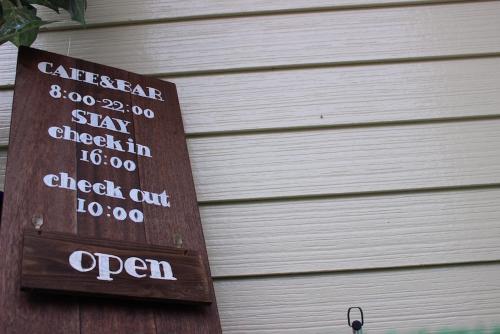 CAFE&BAR
8:00-22:00
STAY
check in
16:00
check out
10:00
open